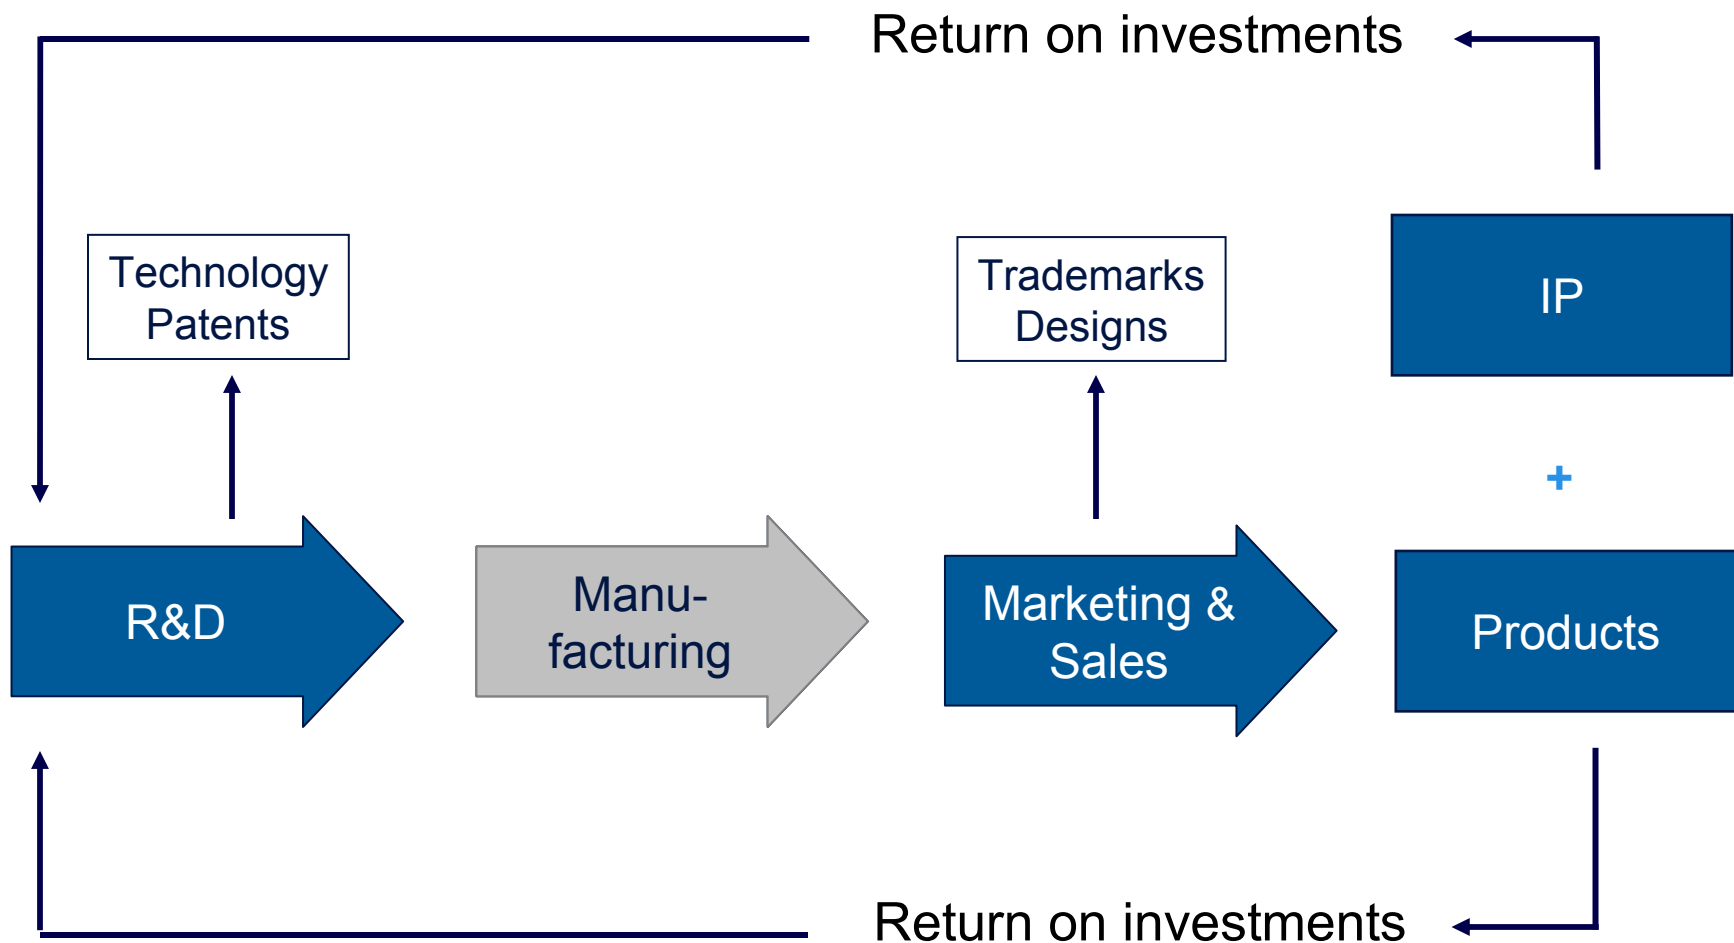 Return on investments
Technology
Patents
Trademarks
Designs
IP
+
R&D
Manu-
facturing
Marketing &
Sales
Products
Return on investments